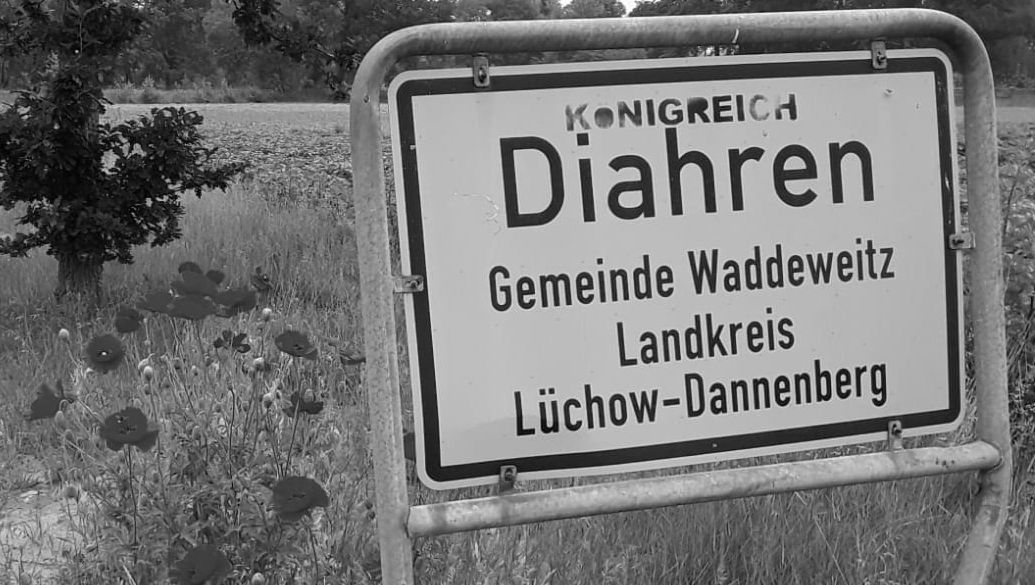 KöNIGREICH
Diahren
Gemeinde Waddeweitz
Landkreis
Lüchow-Dannenberg